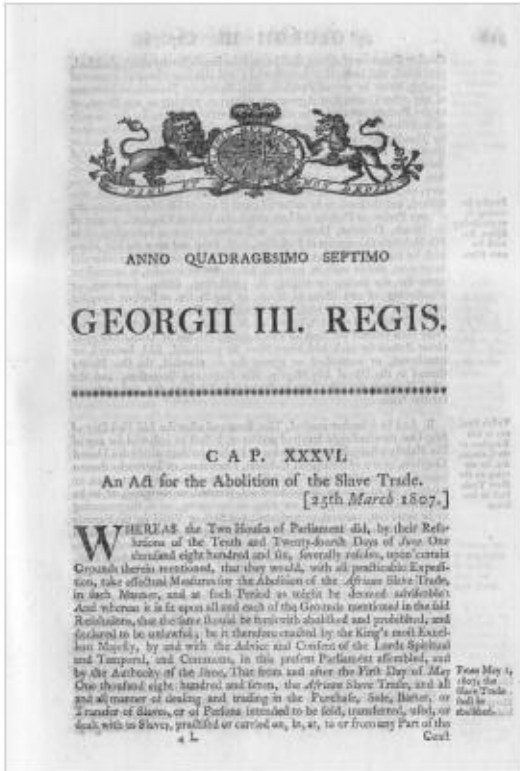 ANNO QUADRAGESIMO SEPTIMO
GEORGII III. REGIS.
CAP. XXXVI.
An Act for the Abolition of the Slave Trade.
[25th March 1807.]
WHEREAS the Two Houses of Parliament did, by their Reso-
lutions of the Tenth and Twenty-fourth Days of June One
thousand eight hundred and six, severally resolve, upon certain
Grounds therein mentioned, that they would, with all practicable Expedi-
tion, take effectual Measures for the Abolition of the African Slave Trade,
in such Manner, and at such Period as might be deemed adviseable:
And whereas it is fit upon all and each of the Grounds mentioned in the said
Resolutions, that the same should be forthwith abolished and prohibited, and
declared to be unlawful; be it therefore enacted by the King's most Excel-
lent Majesty, by and with the Advice and Consent of the Lords Spiritual
and Temporal, and Commons, in this present Parliament assembled, and
by the Authority of the same, That from and after the First Day of May
One thousand eight hundred and seven, the African Slave Trade, and all
and all manner of dealing and trading in the Purchase, Sale, Barter, or
Transfer of Slaves, or of Persons intended to be sold, transferred, used, or
dealt with as Slaves, practised or carried on, in, at, to or from any Part of the
From May 1,
1807, the
Slave Trade
shall be
abolished.
4 L
Coast